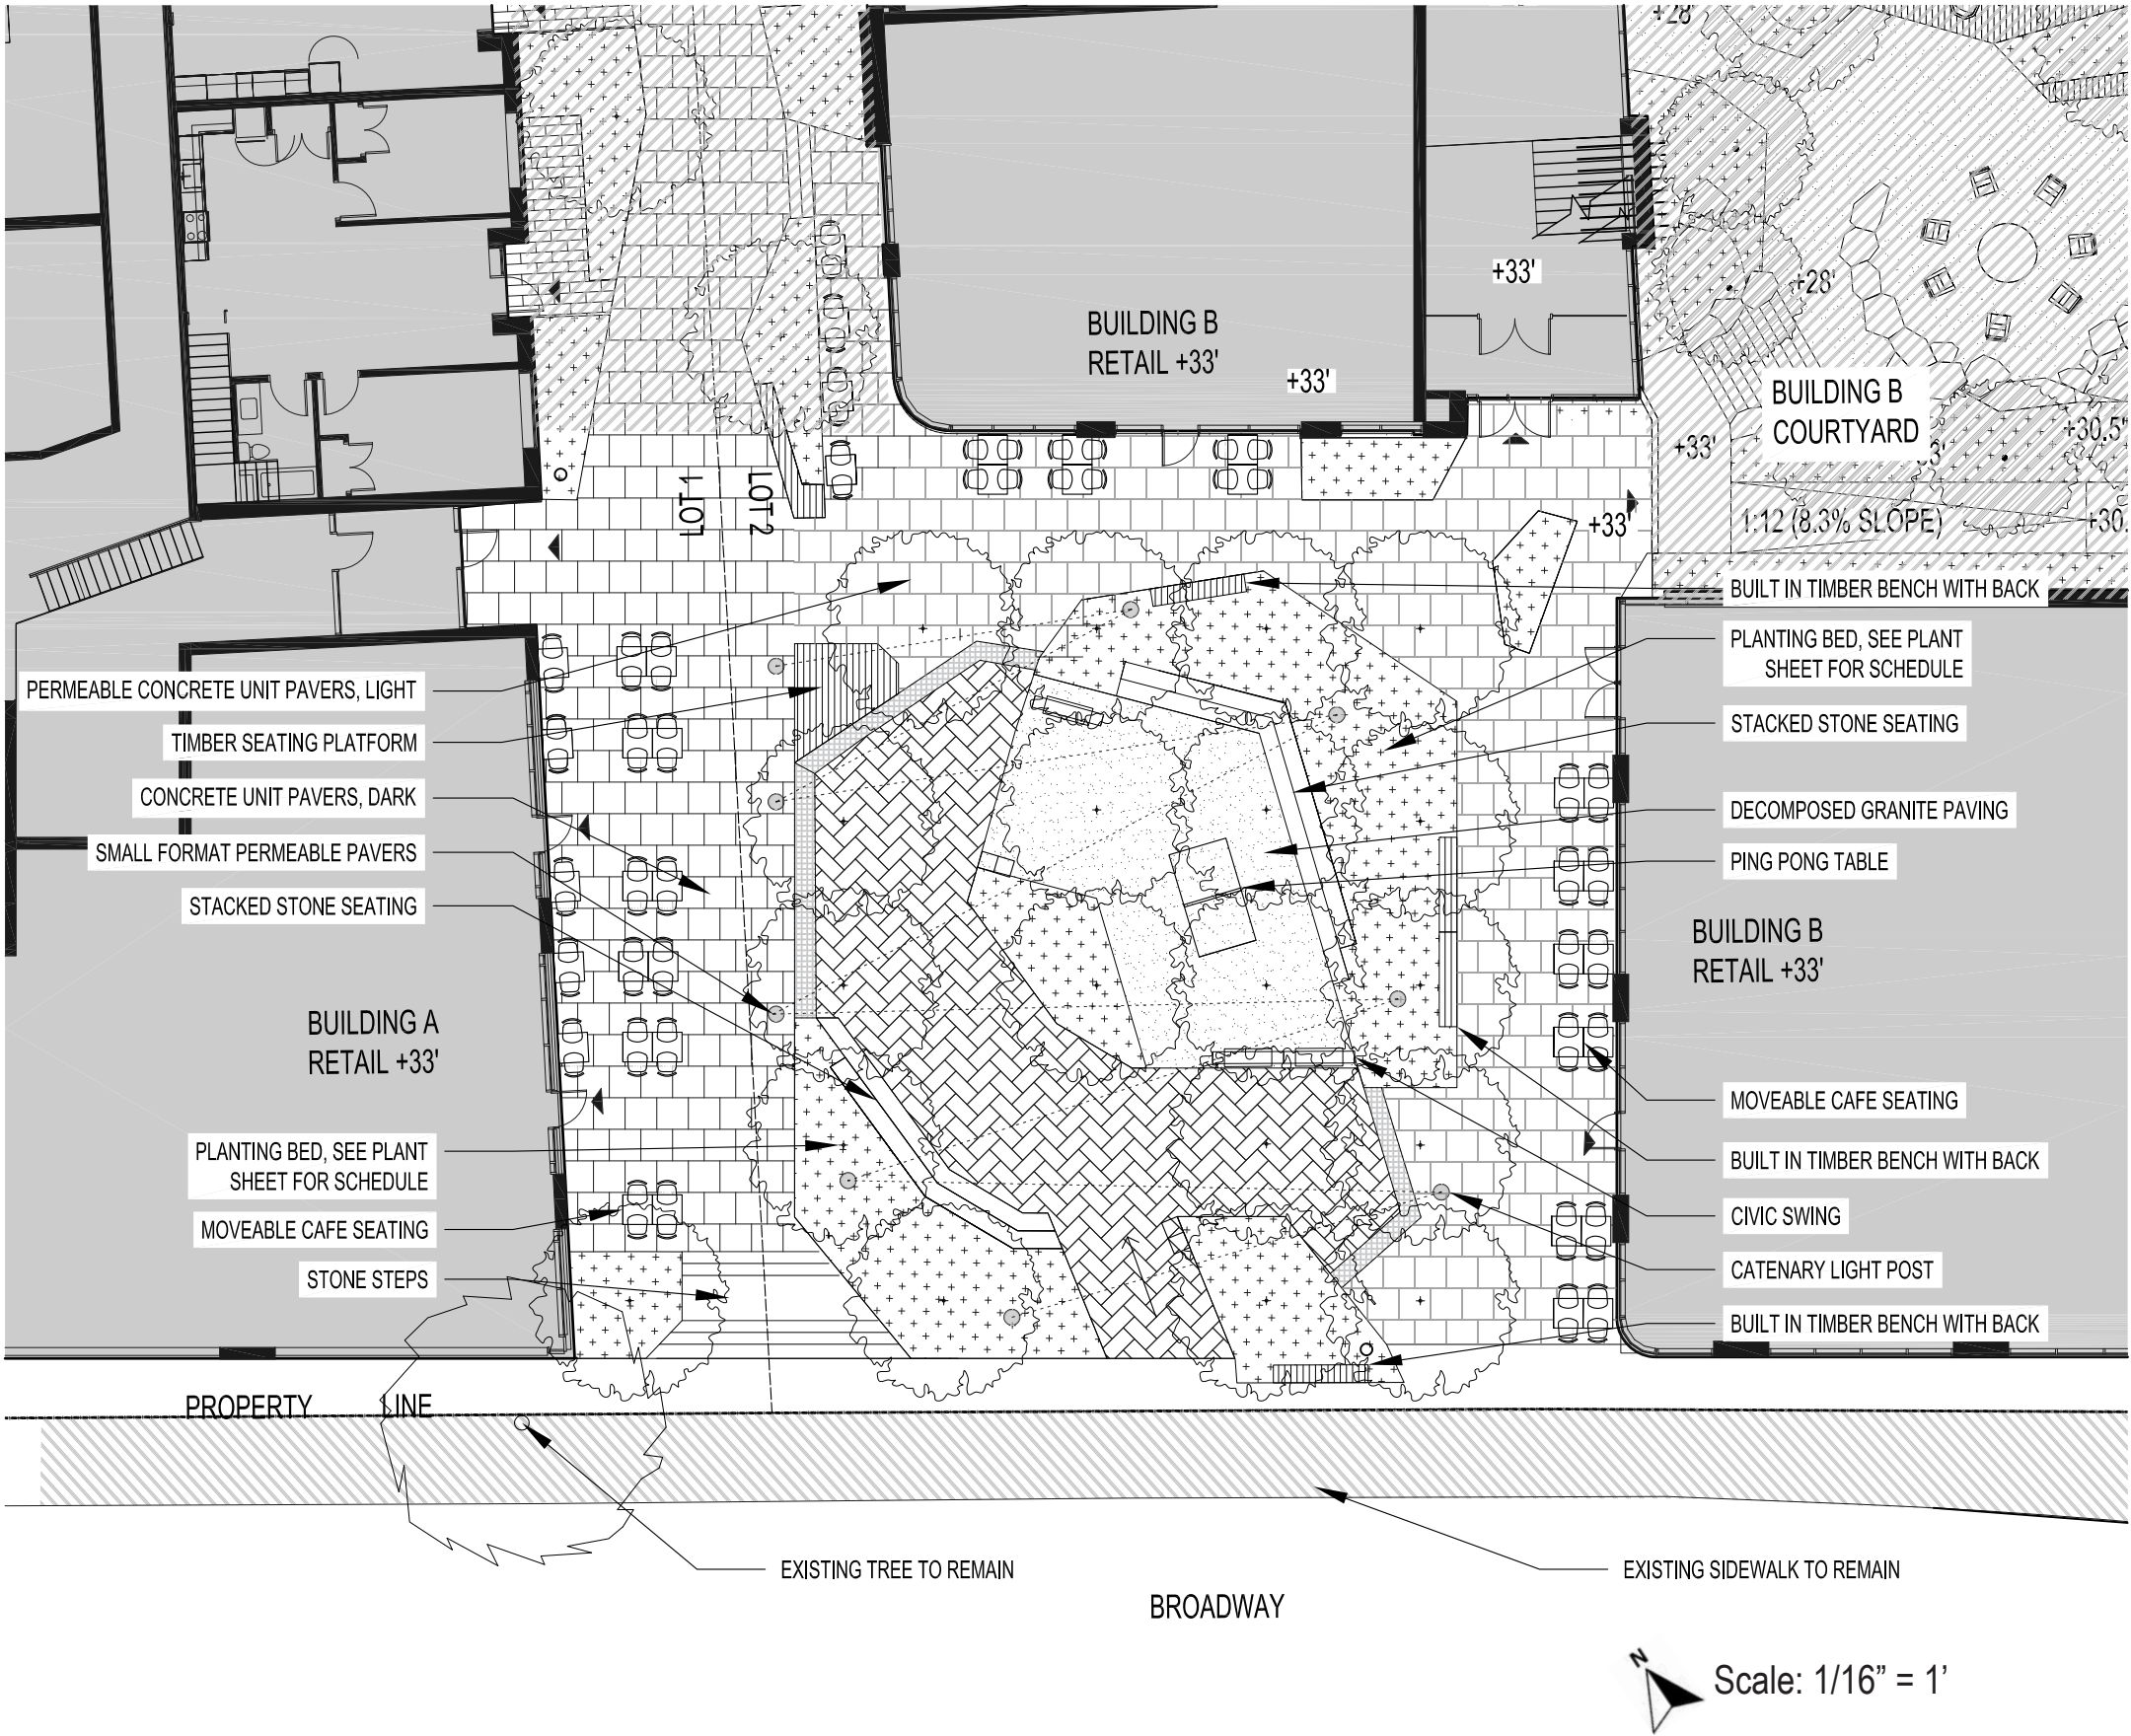 +28'
+33'
+28'
BUILDING B
RETAIL +33'
+33'
BUILDING B
COURTYARD
+33'
+30.5'
LOT 1
LOT 2
+33'
1:12 (8.3% SLOPE)
+30.
BUILT IN TIMBER BENCH WITH BACK
PLANTING BED, SEE PLANT
SHEET FOR SCHEDULE
STACKED STONE SEATING
DECOMPOSED GRANITE PAVING
PING PONG TABLE
BUILDING B
RETAIL +33'
MOVEABLE CAFE SEATING
BUILT IN TIMBER BENCH WITH BACK
CIVIC SWING
CATENARY LIGHT POST
BUILT IN TIMBER BENCH WITH BACK
PERMEABLE CONCRETE UNIT PAVERS, LIGHT
TIMBER SEATING PLATFORM
CONCRETE UNIT PAVERS, DARK
SMALL FORMAT PERMEABLE PAVERS
STACKED STONE SEATING
BUILDING A
RETAIL +33'
PLANTING BED, SEE PLANT
SHEET FOR SCHEDULE
MOVEABLE CAFE SEATING
STONE STEPS
PROPERTY LINE
EXISTING TREE TO REMAIN
EXISTING SIDEWALK TO REMAIN
BROADWAY
N
Scale: 1/16” = 1’